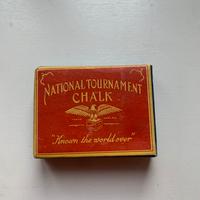 NATIONAL TOURNAMENT
CHALK
"Known the world over"